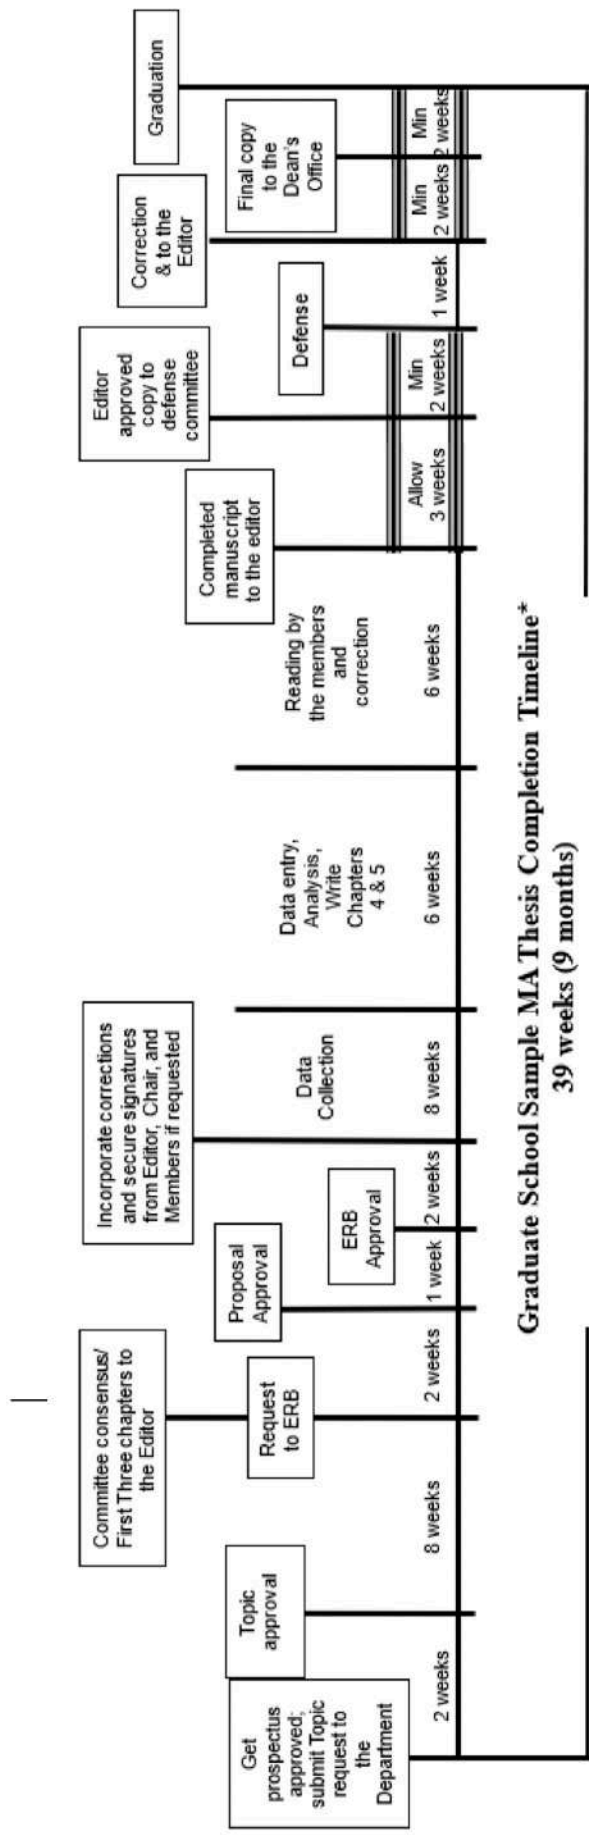 Get
prospectus
approved;
submit Topic
request to
the
Department
2 weeks
Topic
approval
8 weeks
Committee consensus/
First Three chapters to
the Editor
Request
to ERB
2 weeks
Proposal
Approval
1 week
ERB
Approval
2 weeks
Incorporate corrections
and secure signatures
from Editor, Chair, and
Members if requested
Data
Collection
8 weeks
Data entry,
Analysis,
Write
Chapters
4 & 5
6 weeks
Reading by
the members
and
correction
6 weeks
Completed
manuscript
to the editor
Allow
3 weeks
Editor
approved
copy to
defense
committee
Min
2 weeks
Defense
1 week
Correction
& to the
Editor
Min
2 weeks
Final copy
to the
Dean's
Office
Min
2 weeks
Graduation
Graduate School Sample MA Thesis Completion Timeline*
39 weeks (9 months)